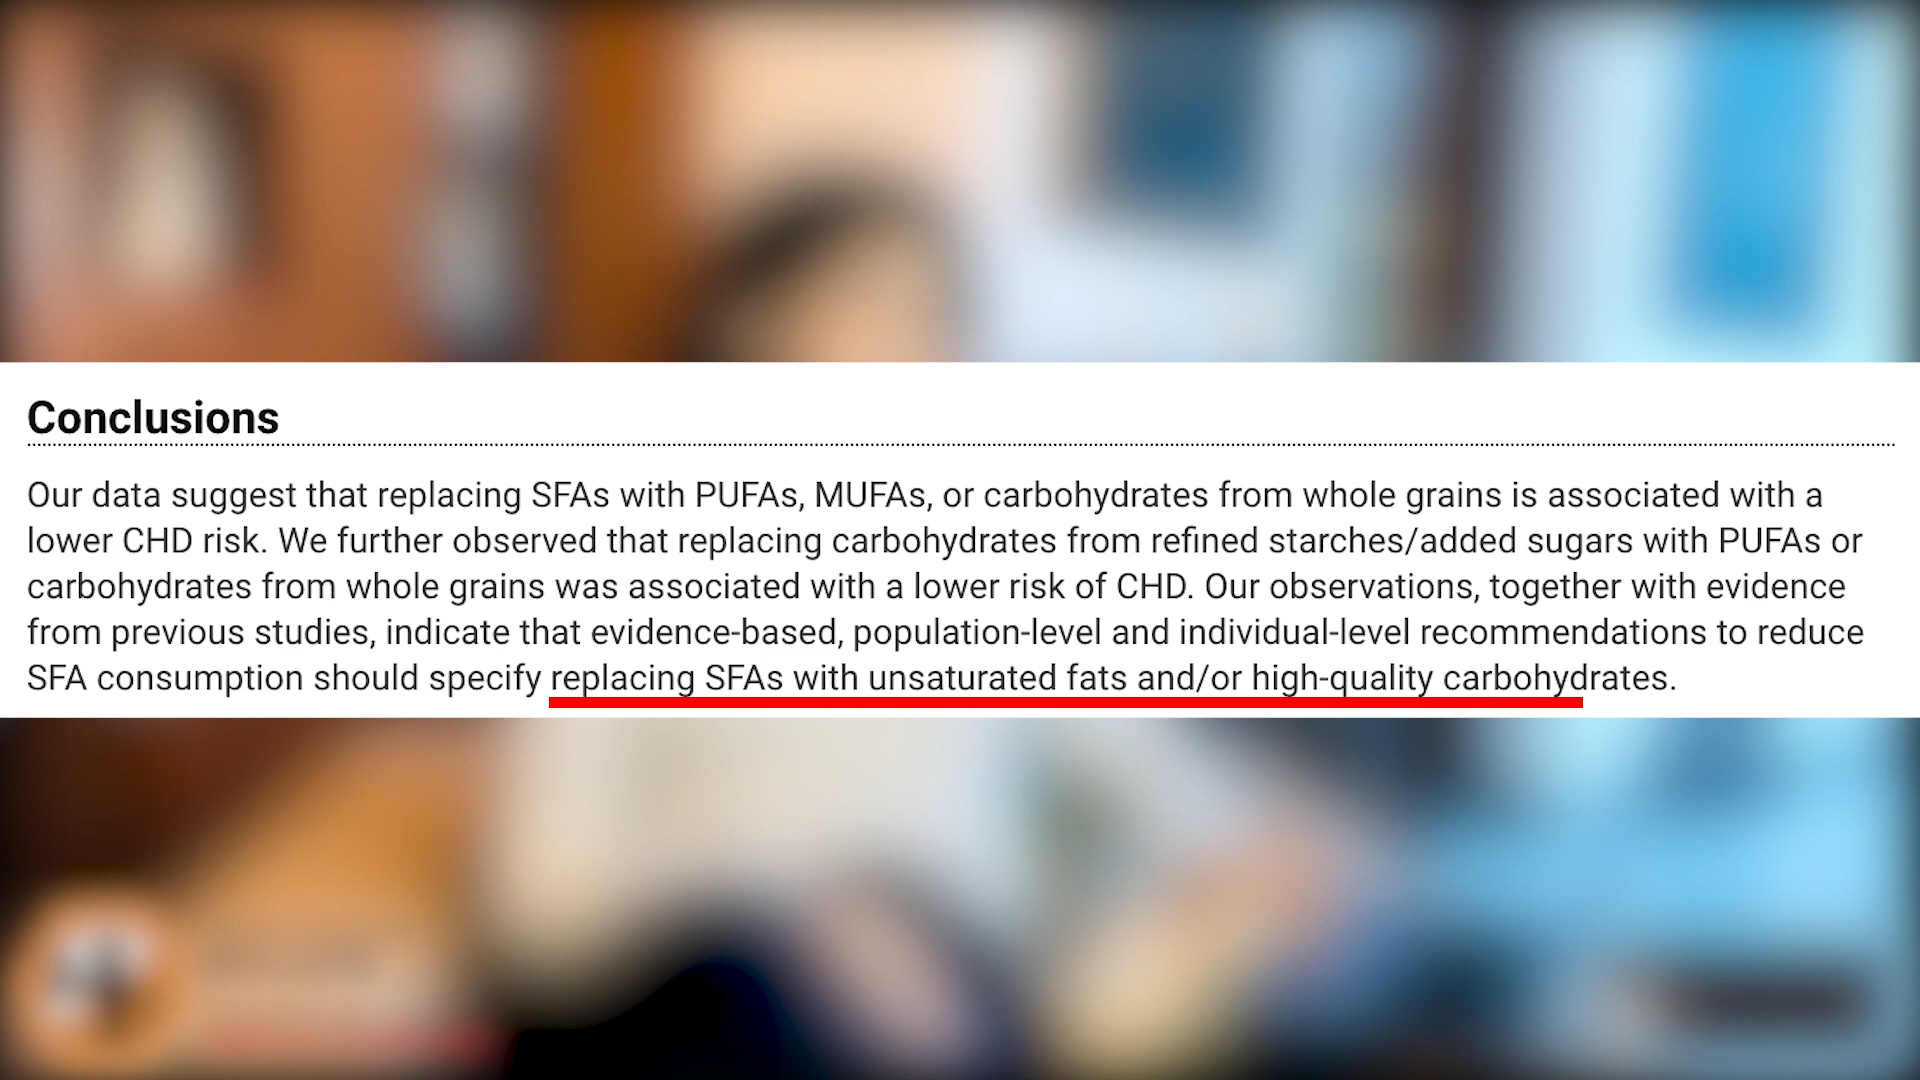 Conclusions
Our data suggest that replacing SFAs with PUFAs, MUFAs, or carbohydrates from whole grains is associated with a
lower CHD risk. We further observed that replacing carbohydrates from refined starches/added sugars with PUFAs or
carbohydrates from whole grains was associated with a lower risk of CHD. Our observations, together with evidence
from previous studies, indicate that evidence-based, population-level and individual-level recommendations to reduce
SFA consumption should specify replacing SFAs with unsaturated fats and/or high-quality carbohydrates.